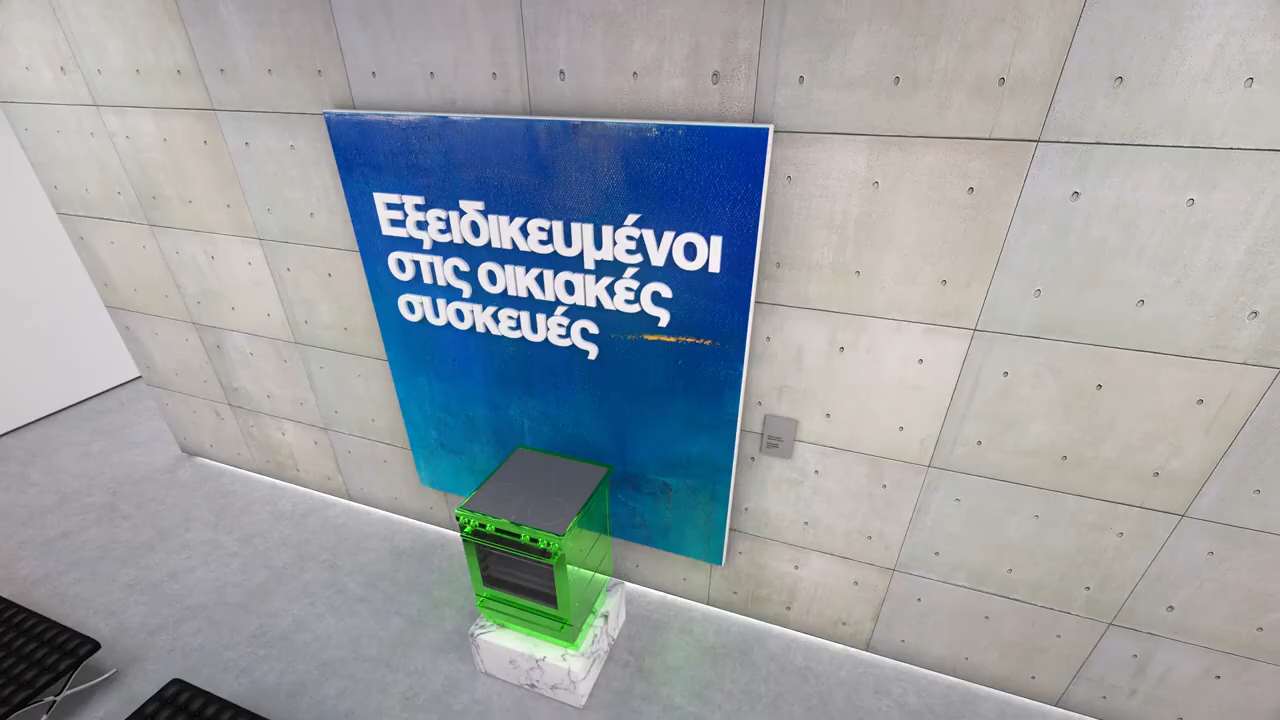 Εξειδικευμένοι
στις οικιακές
συσκευές